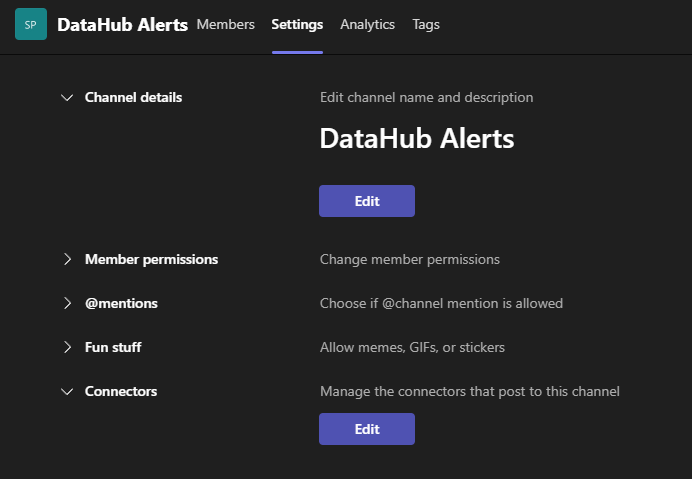 SP DataHub Alerts Members Settings Analytics Tags
Channel details Edit channel name and description
DataHub Alerts
Edit
Member permissions Change member permissions
@mentions Choose if @channel mention is allowed
Fun stuff Allow memes, GIFs, or stickers
Connectors Manage the connectors that post to this channel
Edit